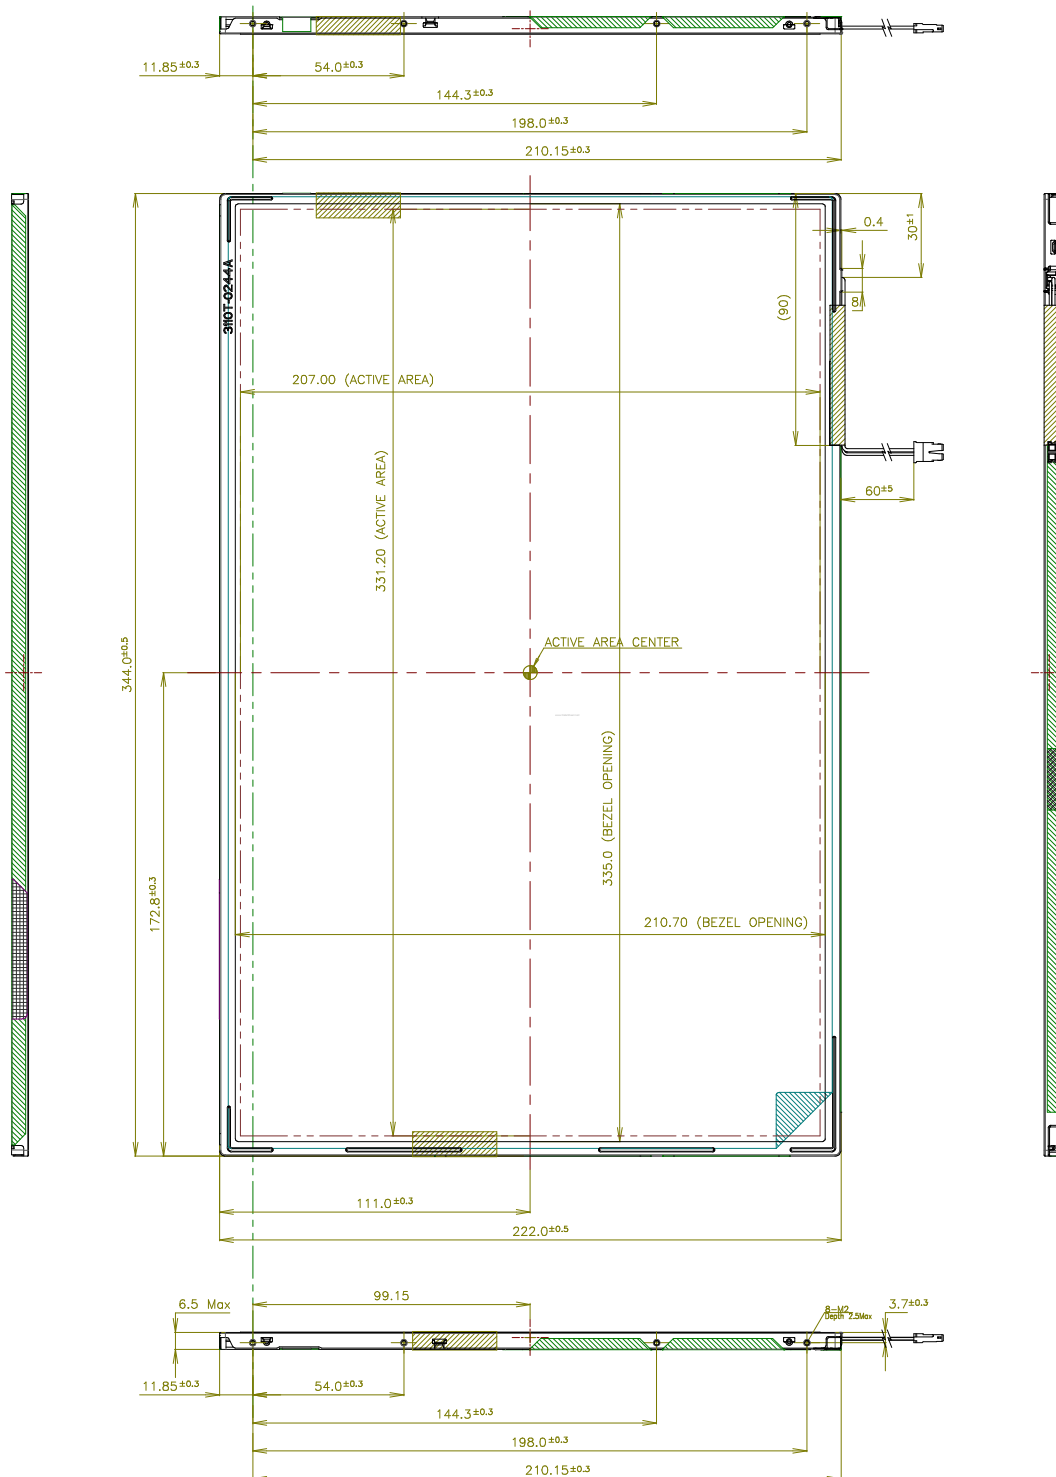 11.85±0.3
54.0±0.3
144.3±0.3
198.0±0.3
210.15±0.3
0.4
30±1
8
(90)
3110T-0244A
207.00 (ACTIVE AREA)
331.20 (ACTIVE AREA)
60±5
ACTIVE AREA CENTER
344.0±0.5
172.8±0.3
335.0 (BEZEL OPENING)
210.70 (BEZEL OPENING)
111.0±0.3
222.0±0.5
6.5 Max
99.15
8-M2
Depth 2.5Max
3.7±0.3
11.85±0.3
54.0±0.3
144.3±0.3
198.0±0.3
210.15±0.3